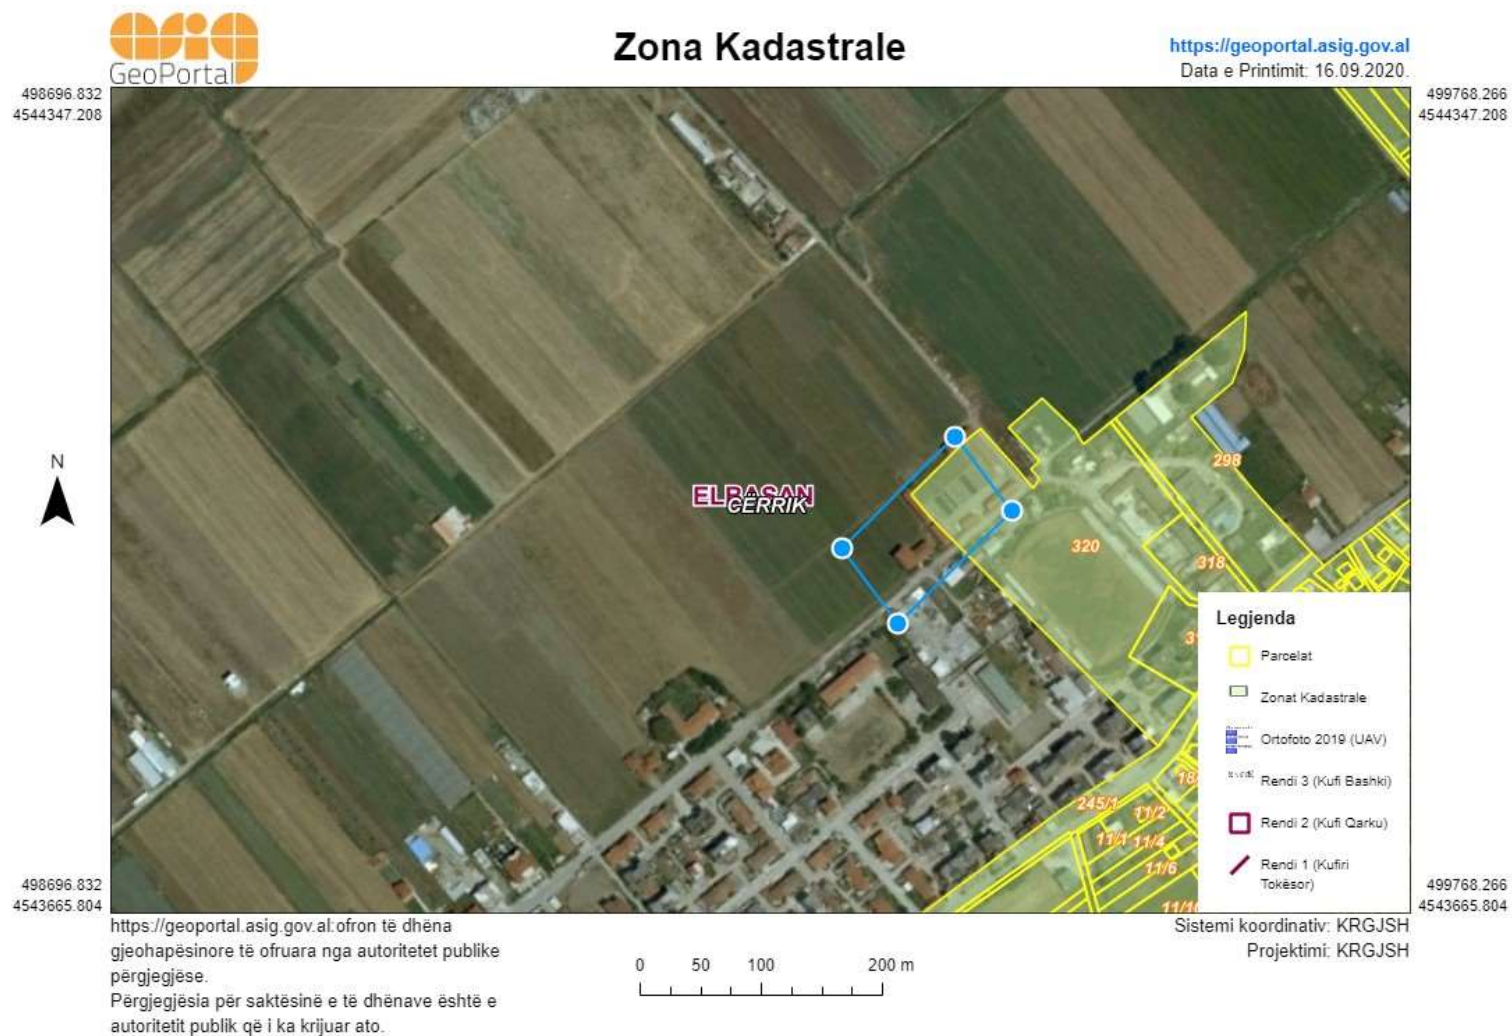 asig
GeoPortal
Zona Kadastrale
https://geoportal.asig.gov.al
Data e Printimit: 16.09.2020.
498696.832
4544347.208
499768.266
4544347.208
N
ELBASAN
CËRRIK
298
320
318
245/1
11/2
11/1 11/4
11/6
Legjenda
Parcelat
Zonat Kadastrale
Ortofoto 2019 (UAV)
Rendi 3 (Kufi Bashki)
Rendi 2 (Kufi Qarku)
Rendi 1 (Kufiri
Tokësor)
498696.832
4543665.804
499768.266
4543665.804
https://geoportal.asig.gov.al:ofron të dhëna
gjeohapësinore të ofruara nga autoritetet publike
përgjegjëse.
Përgjegjësia për saktësinë e të dhënave është e
autoritetit publik që i ka krijuar ato.
0 50 100 200 m
Sistemi koordinativ: KRGJSH
Projektimi: KRGJSH